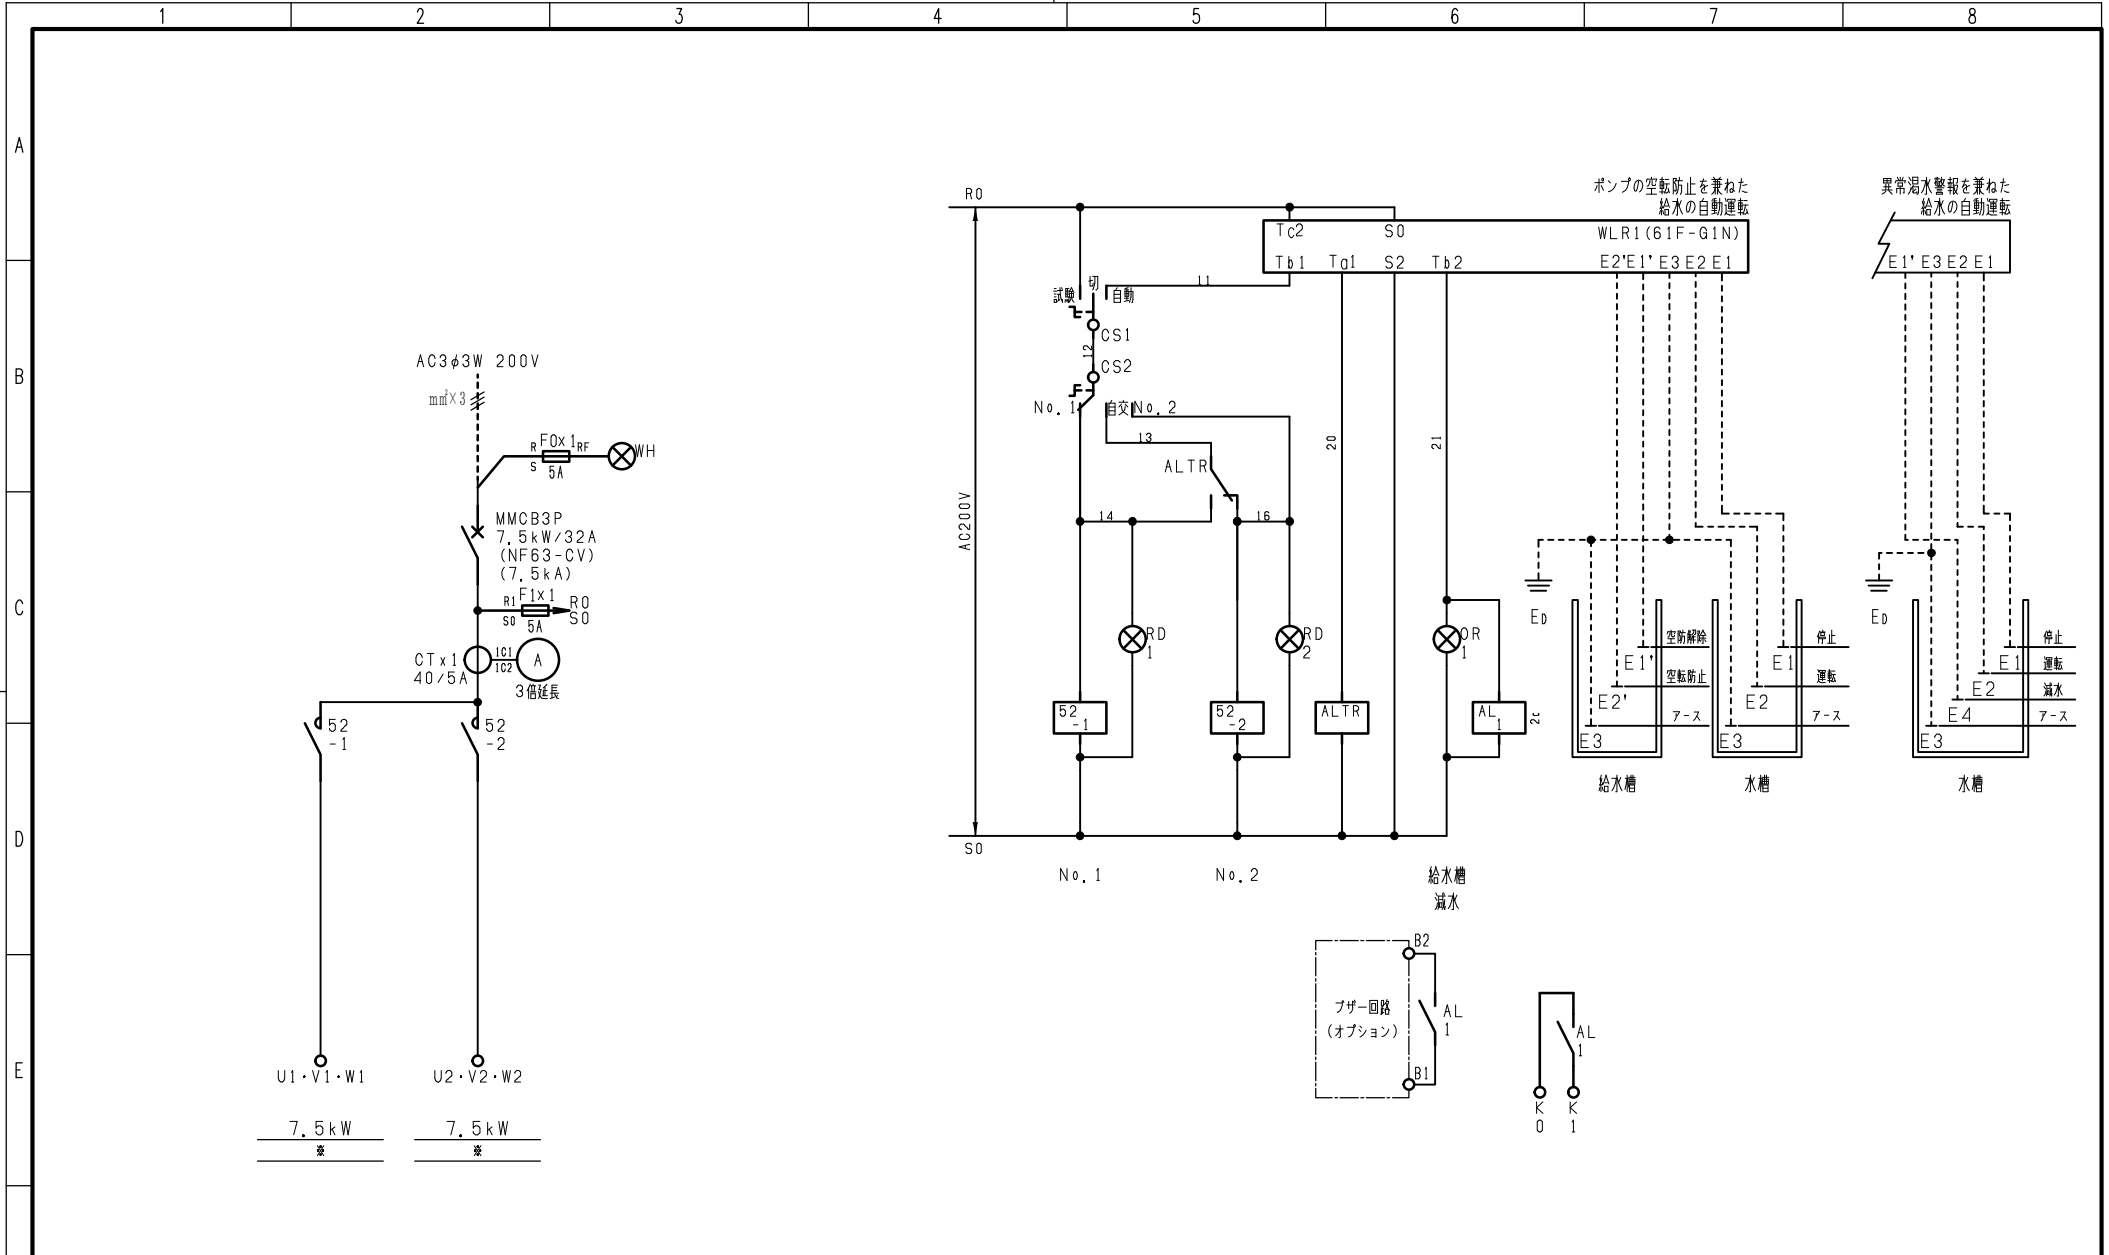 1 2 3 4 5 6 7 8
A
B
C
D
E
AC3φ3W 200V
mm²×3
R F0x1 RF
S 5A
WH
MMCB3P
7.5kW/32A
(NF63-CV)
(7.5kA)
R1 F1x1 R0
S0 5A S0
CTx1
40/5A
1C1
1C2
A
3倍延長
52
-1
52
-2
U1・V1・W1
U2・V2・W2
7.5kW
※
7.5kW
※
R0
AC200V
S0
試験 切 自動
11
CS1
12
CS2
No.1 自交 No.2
13
ALTR
14
16
20
21
RD
1
RD
2
OR
1
52
-1
52
-2
ALTR
AL
1
2c
No.1
No.2
給水槽
減水
ポンプの空転防止を兼ねた
給水の自動運転
Tc2 S0 WLR1(61F-G1N)
Tb1 Ta1 S2 Tb2 E2' E1' E3 E2 E1
異常渇水警報を兼ねた
給水の自動運転
E1' E3 E2 E1
ED
空防解除
E1'
空転防止
E2'
アース
E3
給水槽
停止
E1
運転
E2
アース
E3
水槽
ED
停止
E1
運転
E2
減水
E4
アース
E3
水槽
B2
ブザー回路
(オプション)
AL
1
B1
AL
1
K
0
K
1